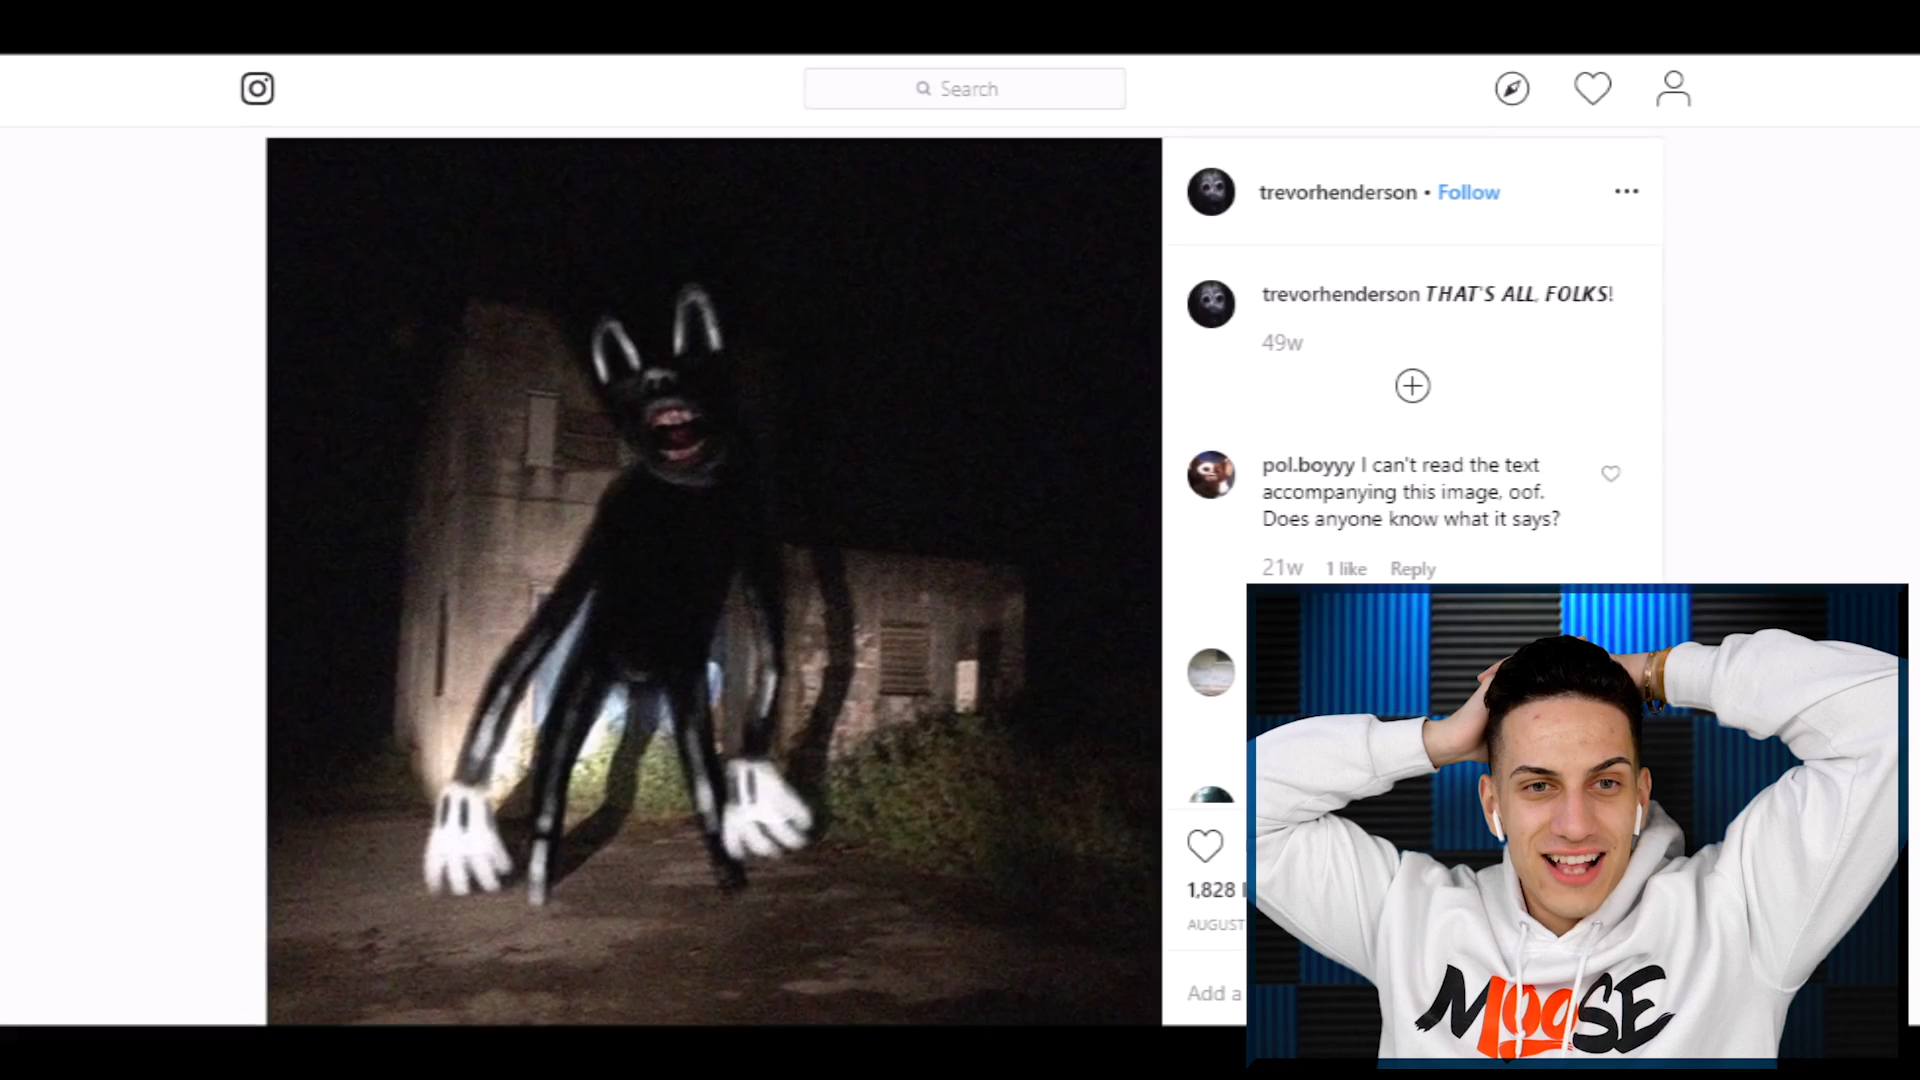 Search
trevorhenderson • Follow
trevorhenderson THAT'S ALL, FOLKS!
49w
pol.boyyy I can't read the text
accompanying this image, oof.
Does anyone know what it says?
21w 1 like Reply
1,828
AUGUST
Add a
MOOSE